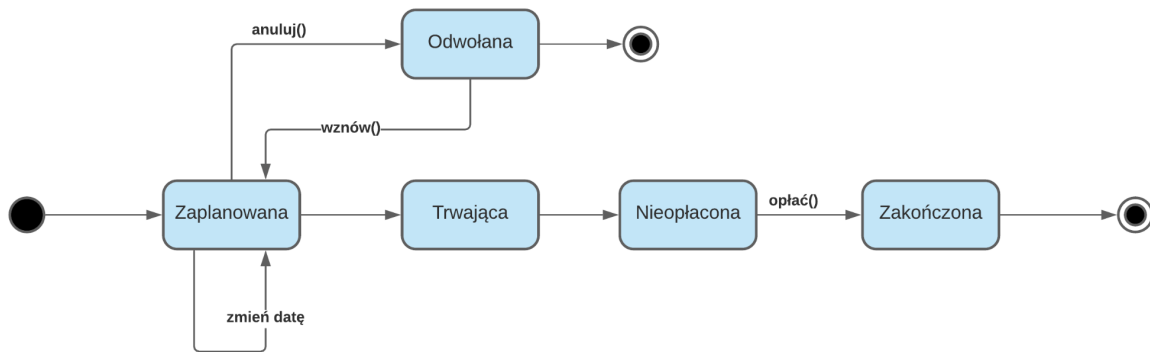 anuluj()
Odwołana
wznów()
Zaplanowana
Trwająca
Nieopłacona
opłać()
Zakończona
zmień datę